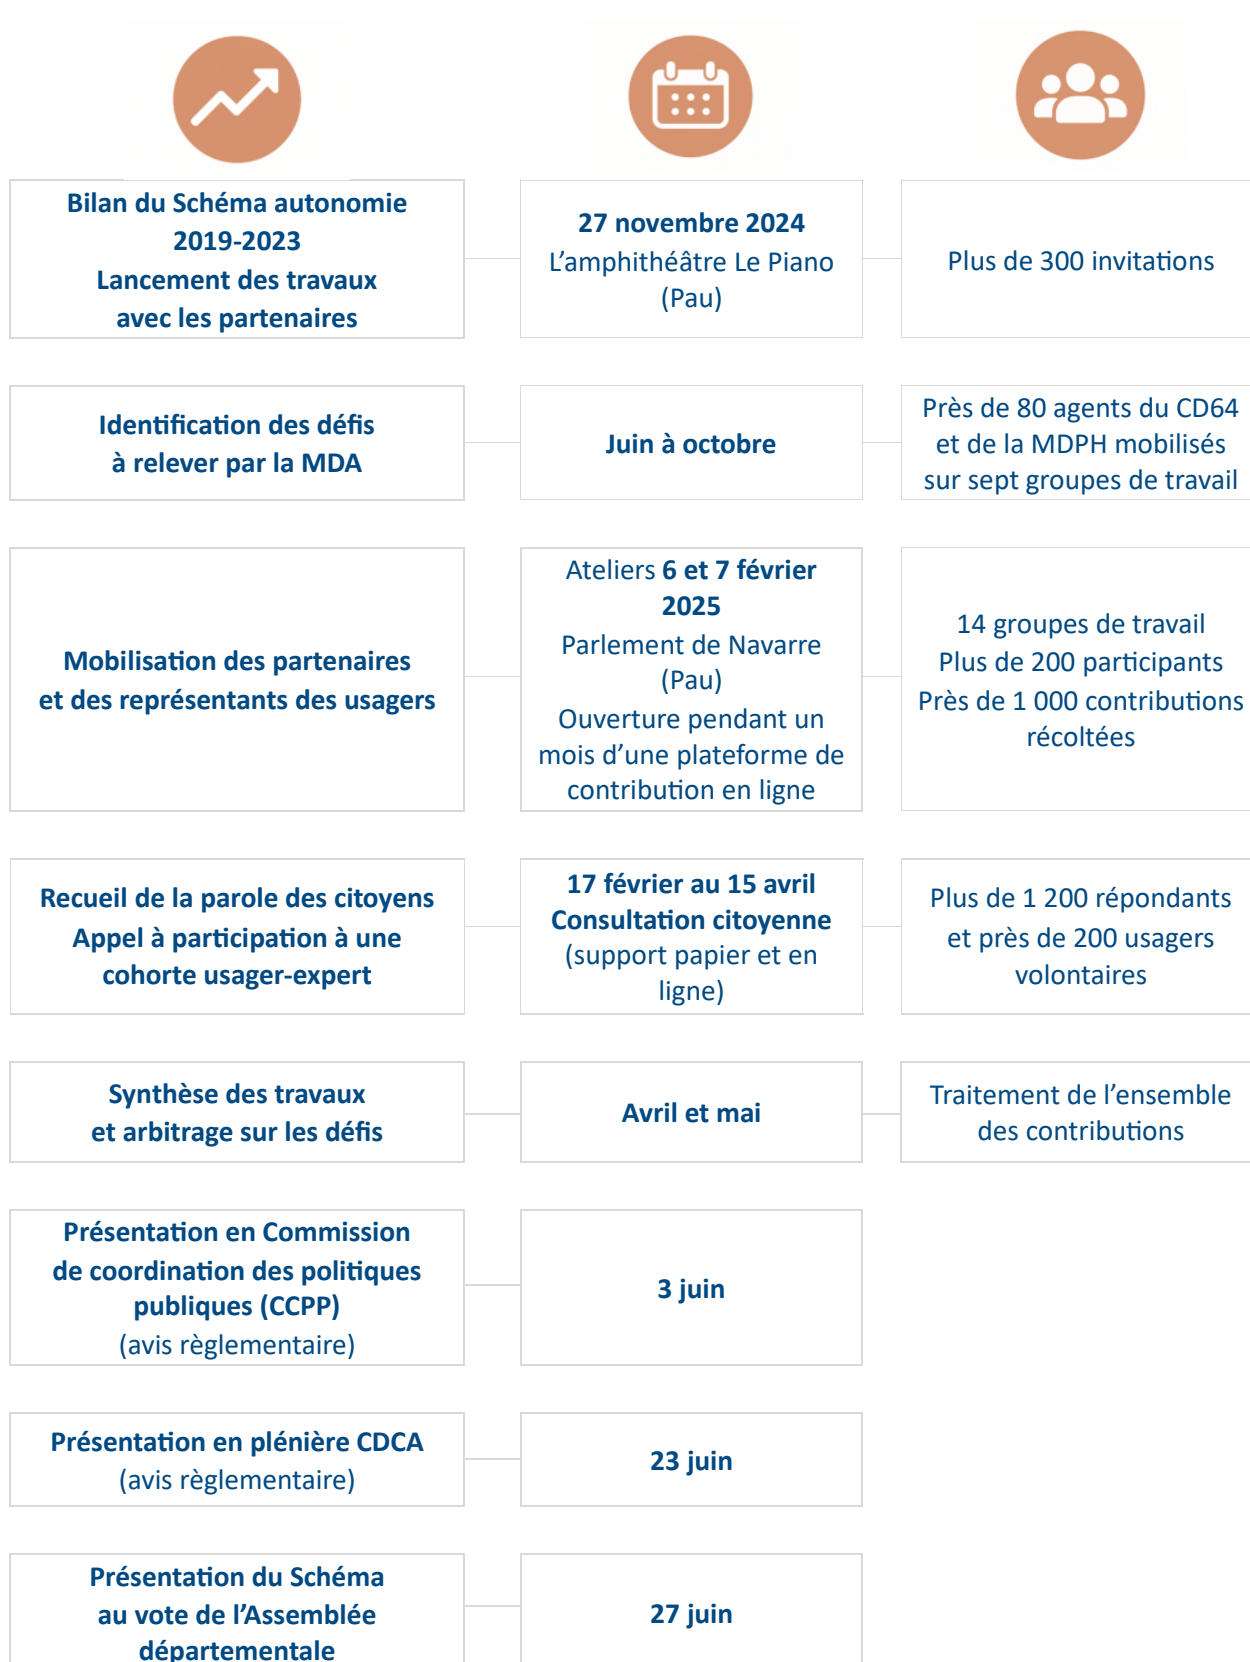 Bilan du Schéma autonomie
2019-2023
Lancement des travaux
avec les partenaires
27 novembre 2024
L’amphithéâtre Le Piano
(Pau)
Plus de 300 invitations
Identification des défis
à relever par la MDA
Juin à octobre
Près de 80 agents du CD64
et de la MDPH mobilisés
sur sept groupes de travail
Mobilisation des partenaires
et des représentants des usagers
Ateliers 6 et 7 février
2025
Parlement de Navarre
(Pau)
Ouverture pendant un
mois d’une plateforme de
contribution en ligne
14 groupes de travail
Plus de 200 participants
Près de 1 000 contributions
récoltées
Recueil de la parole des citoyens
Appel à participation à une
cohorte usager-expert
17 février au 15 avril
Consultation citoyenne
(support papier et en
ligne)
Plus de 1 200 répondants
et près de 200 usagers
volontaires
Synthèse des travaux
et arbitrage sur les défis
Avril et mai
Traitement de l’ensemble
des contributions
Présentation en Commission
de coordination des politiques
publiques (CCPP)
(avis règlementaire)
3 juin
Présentation en plénière CDCA
(avis règlementaire)
23 juin
Présentation du Schéma
au vote de l’Assemblée
départementale
27 juin